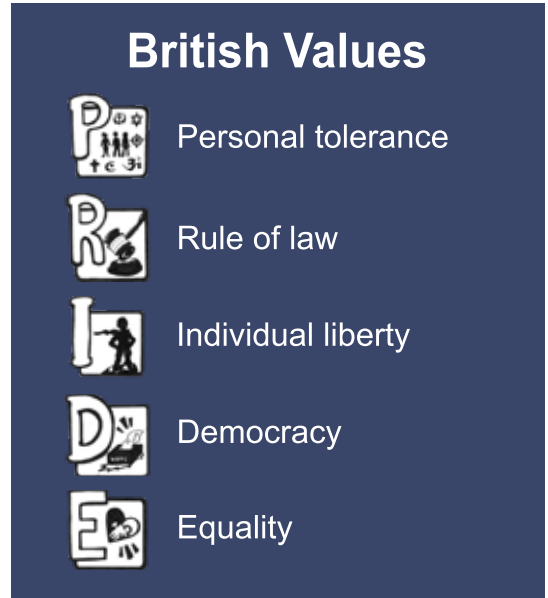 British Values
P Personal tolerance
R Rule of law
I Individual liberty
D Democracy
E Equality